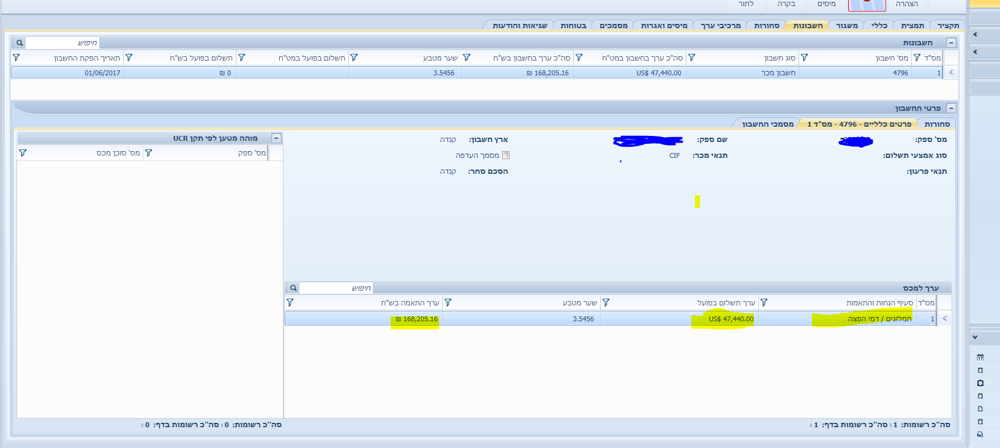 הצהרה מיסים בקרה לתור
תקציר תמצית כללי משגור חשבונות סחורות מרכיבי ערך מיסים ואגרות מסמכים בטוחות שגיאות והודעות
חשבונות חיפוש
מס"ד מס' חשבון סוג חשבון סה"כ ערך בחשבון במט"ח סה"כ ערך בחשבון בש"ח שער מטבע תשלום בפועל במט"ח תשלום בפועל בש"ח תאריך הפקת החשבון
1 4796 חשבון מכר US$ 47,440.00 ₪ 168,205.16 3.5456 ₪ 0 01/06/2017
פרטי החשבון
סחורות פרטים כלליים - 4796 - מס"ד 1 מסמכי החשבון
מס' ספק: שם ספק: ארץ חשבון: קנדה
סוג אמצעי תשלום: תנאי מכר: CIF מסמך העדפה
תנאי פרעון: הסכם סחר: קנדה
מזהה מטען לפי תקן UCR
מס' ספק מס' סוכן מכס
ערך למכס חיפוש
מס"ד סעיף הנחות והתאמות ערך תשלום בפועל שער מטבע ערך התאמה בש"ח
1 תמלוגים / דמי הפצה US$ 47,440.00 3.5456 ₪ 168,205.16
סה"כ רשומות: 1 סה"כ רשומות בדף: 1
סה"כ רשומות: 0 סה"כ רשומות בדף: 0
17